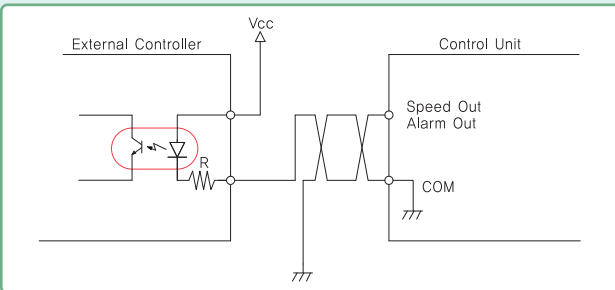 Vcc
External Controller
Control Unit
Speed Out
Alarm Out
R
COM